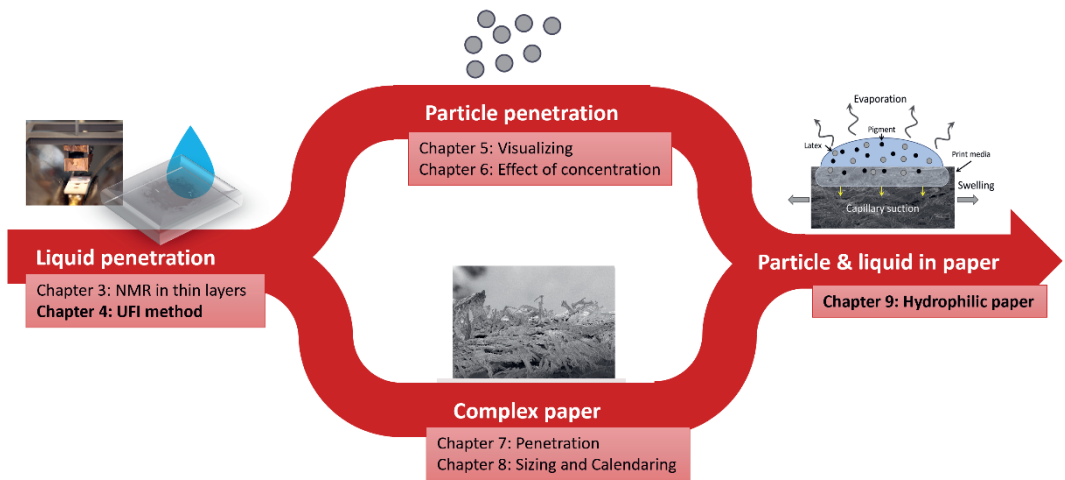 Liquid penetration
Chapter 3: NMR in thin layers
Chapter 4: UFI method
Particle penetration
Chapter 5: Visualizing
Chapter 6: Effect of concentration
Complex paper
Chapter 7: Penetration
Chapter 8: Sizing and Calendaring
Evaporation
Pigment
Latex
Print media
Swelling
Capillary suction
Particle & liquid in paper
Chapter 9: Hydrophilic paper